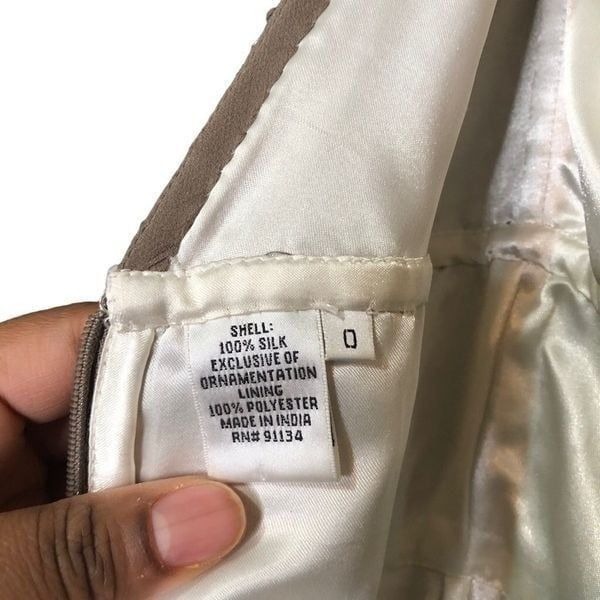 SHELL:
100% SILK
EXCLUSIVE OF
ORNAMENTATION
LINING
100% POLYESTER
MADE IN INDIA
RN# 91134
0